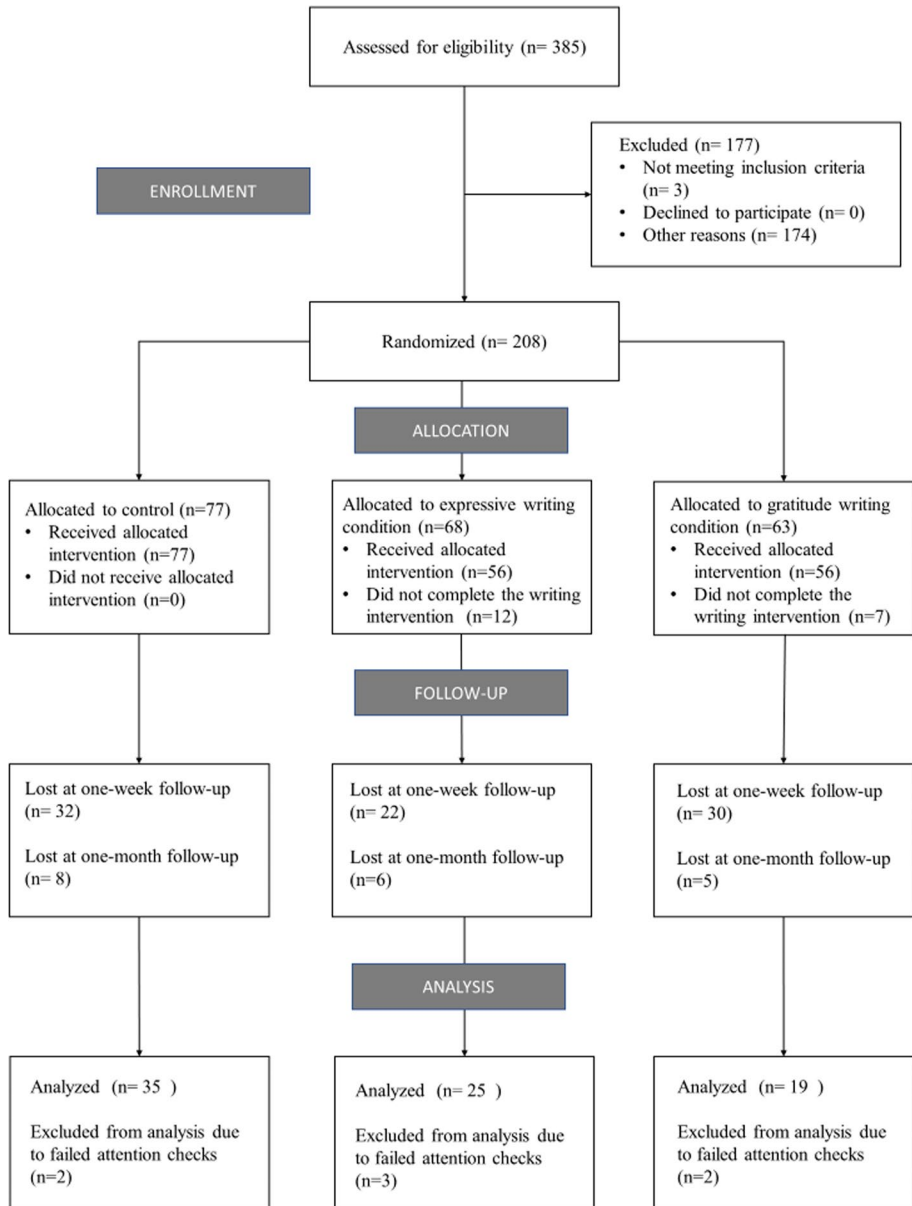 Assessed for eligibility (n= 385)
Excluded (n= 177)
• Not meeting inclusion criteria
(n= 3)
• Declined to participate (n= 0)
• Other reasons (n= 174)
ENROLLMENT
Randomized (n= 208)
ALLOCATION
Allocated to control (n=77)
• Received allocated
intervention (n=77)
• Did not receive allocated
intervention (n=0)
Allocated to expressive writing
condition (n=68)
• Received allocated
intervention (n=56)
• Did not complete the writing
intervention (n=12)
Allocated to gratitude writing
condition (n=63)
• Received allocated
intervention (n=56)
• Did not complete the
writing intervention (n=7)
FOLLOW-UP
Lost at one-week follow-up
(n= 32)
Lost at one-month follow-up
(n= 8)
Lost at one-week follow-up
(n= 22)
Lost at one-month follow-up
(n=6)
Lost at one-week follow-up
(n= 30)
Lost at one-month follow-up
(n=5)
ANALYSIS
Analyzed (n= 35 )
Excluded from analysis due
to failed attention checks
(n=2)
Analyzed (n= 25 )
Excluded from analysis due
to failed attention checks
(n=3)
Analyzed (n= 19 )
Excluded from analysis due
to failed attention checks
(n=2)